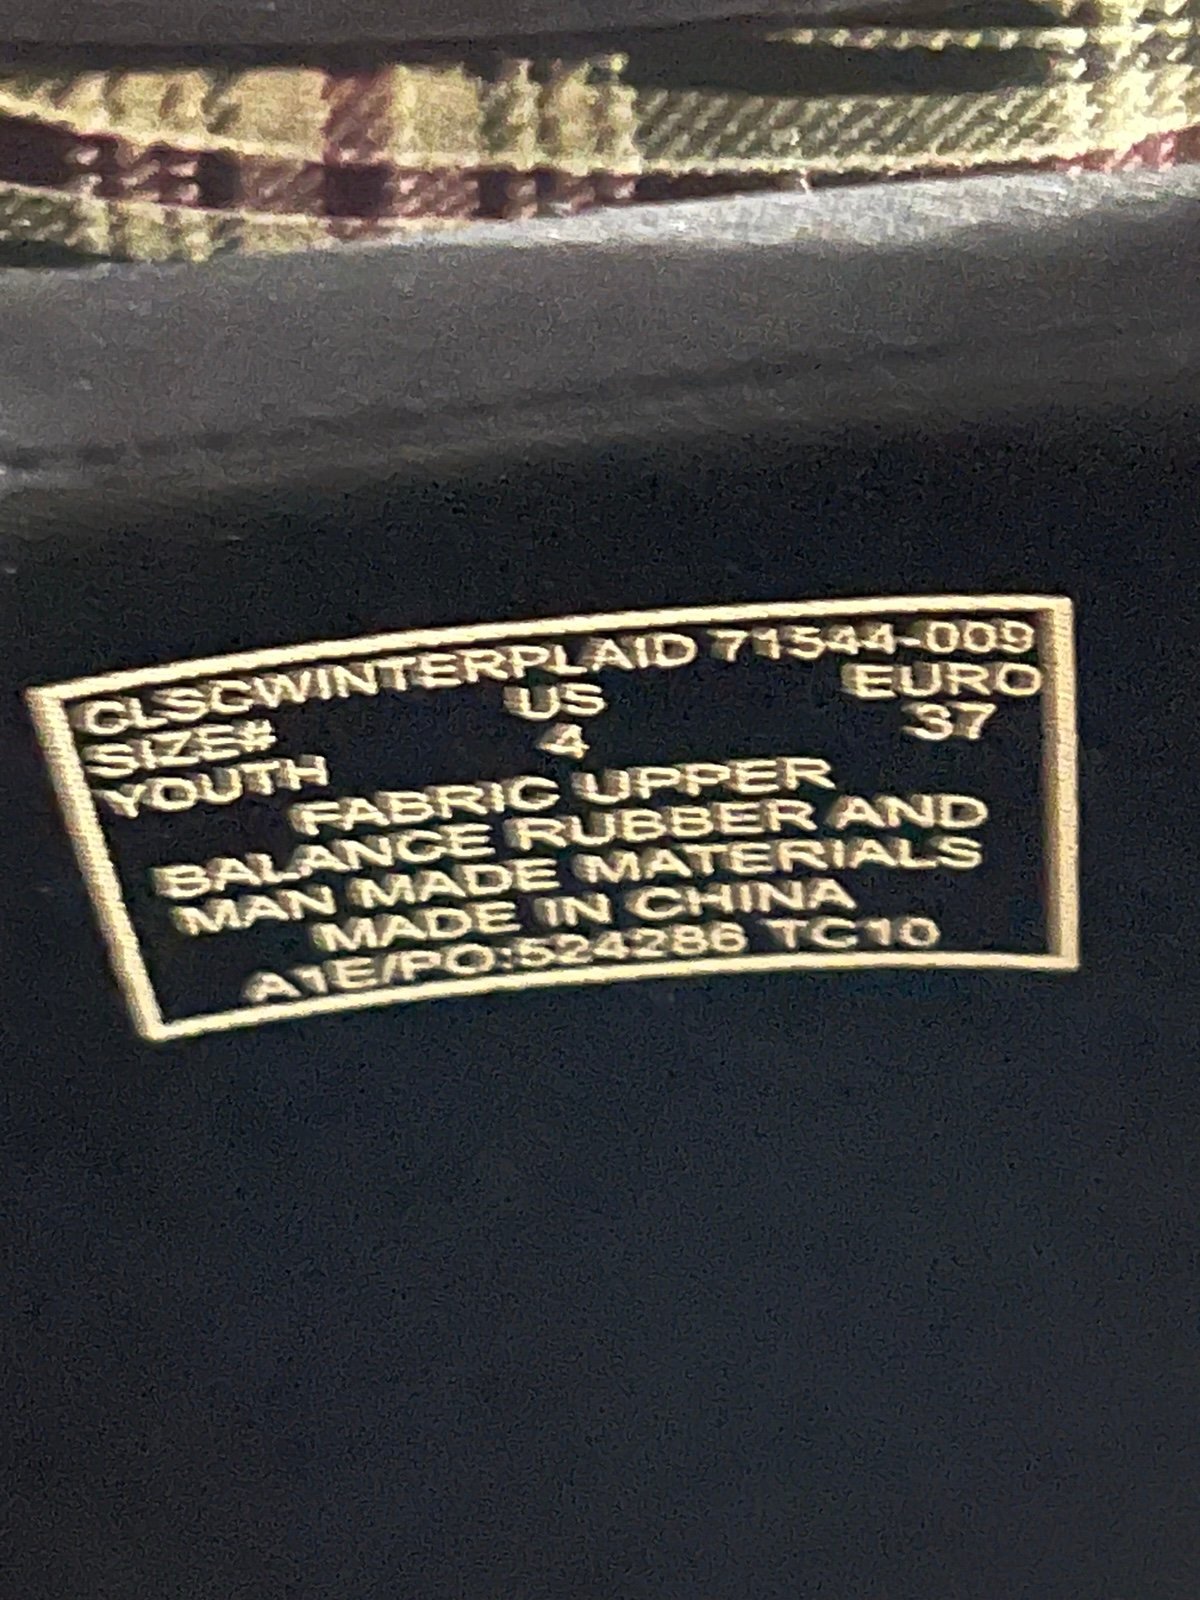 CLSCWINTERPLAID 71544-009
SIZE# US EURO
YOUTH 4 37
FABRIC UPPER
BALANCE RUBBER AND
MAN MADE MATERIALS
MADE IN CHINA
A1E/PO:524286 TC10